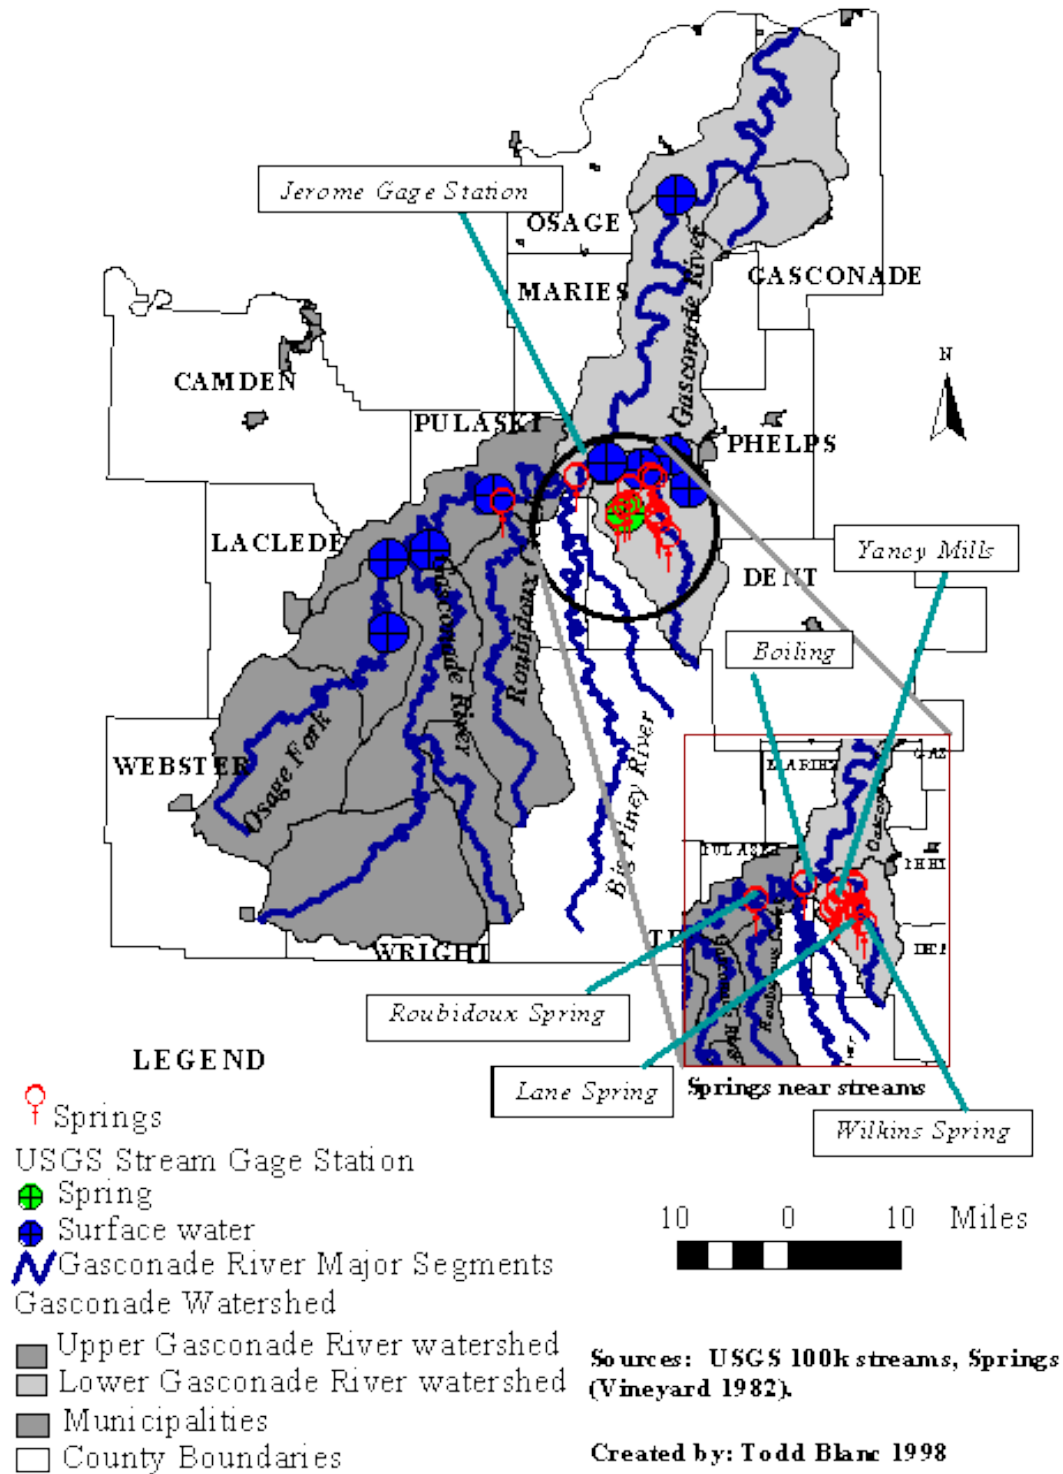 Jerome Gage Station
OSAGE
GASCONADE
MARIES
Gasconade River
CAMDEN
N
PULASKI
PHELPS
LACLEDE
Yancy Mills
DENT
Boiling
Gasconade River
Roubidoux
WEBSTER
Osage Fork
Big Piney River
WRIGHT
Roubidoux Spring
Lane Spring
Springs near streams
Wilkins Spring
LEGEND
Springs
USGS Stream Gage Station
Spring
Surface water
Gasconade River Major Segments
Gasconade Watershed
Upper Gasconade River watershed
Lower Gasconade River watershed
Municipalities
County Boundaries
10 0 10 Miles
Sources: USGS 100k streams, Springs
(Vineyard 1982).
Created by: Todd Blanc 1998